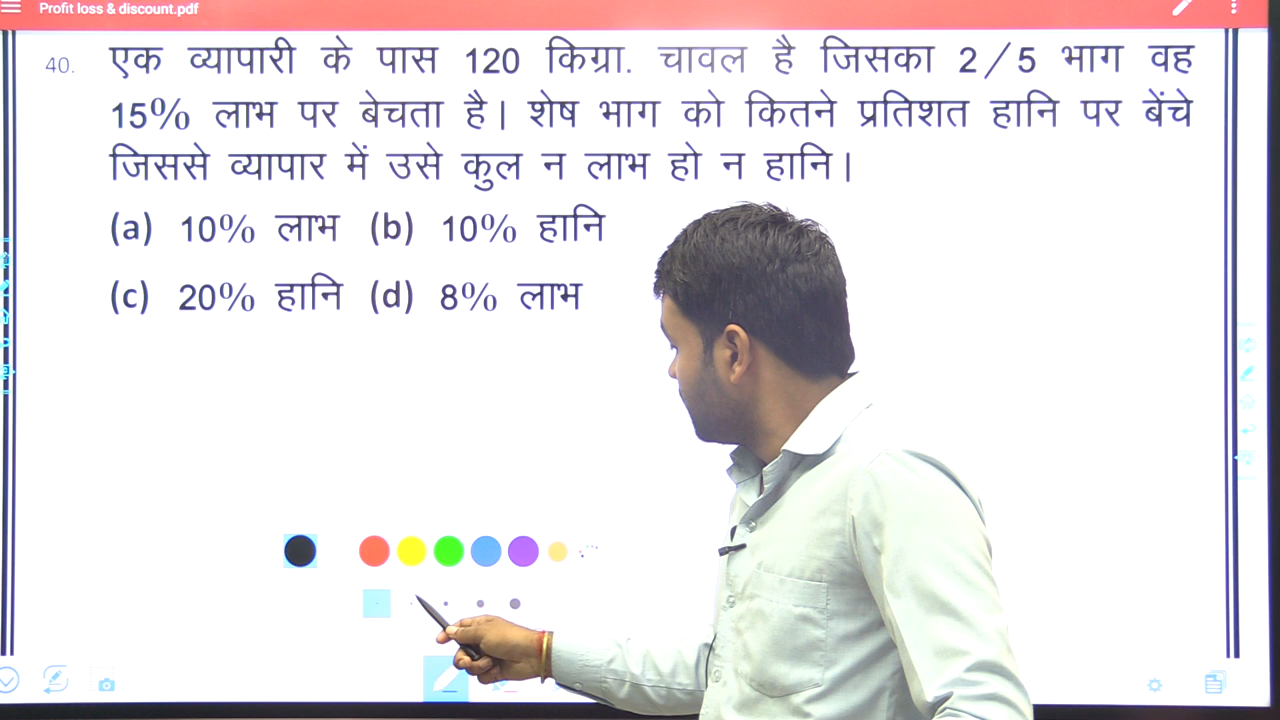 Profit loss & discount.pdf
40. एक व्यापारी के पास 120 किग्रा. चावल है जिसका 2/5 भाग वह
15% लाभ पर बेचता है। शेष भाग को कितने प्रतिशत हानि पर बेंचे
जिससे व्यापार में उसे कुल न लाभ हो न हानि।
(a) 10% लाभ (b) 10% हानि
(c) 20% हानि (d) 8% लाभ